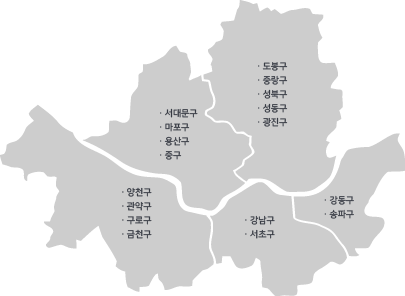 · 도봉구
· 중랑구
· 성북구
· 성동구
· 광진구
· 서대문구
· 마포구
· 용산구
· 중구
· 양천구
· 관악구
· 구로구
· 금천구
· 강남구
· 서초구
· 강동구
· 송파구